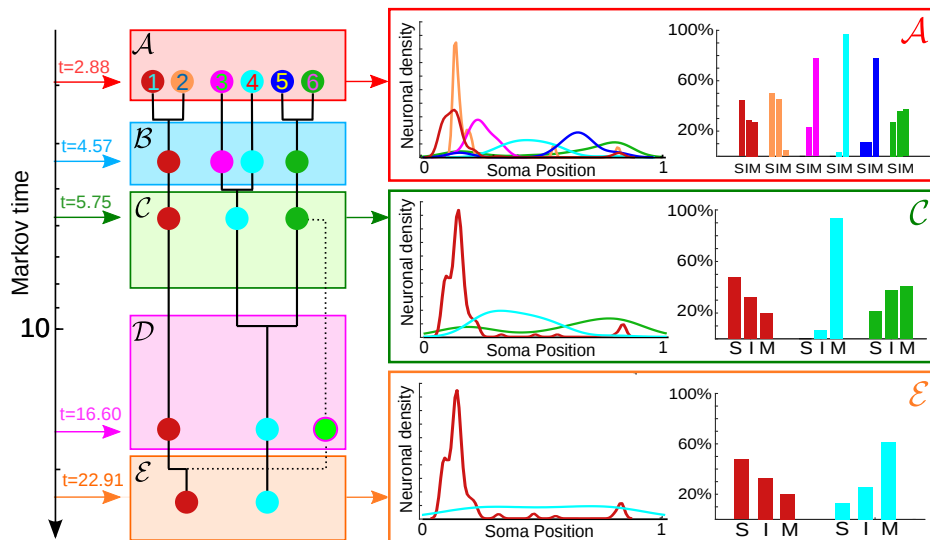 Markov time
10
t=2.88
t=4.57
t=5.75
t=16.60
t=22.91
A
1 2 3 4 5 6
B
C
D
E
Neuronal density
0 Soma Position 1
100%
60%
20%
SIM SIM SIM SIM SIM SIM
A
Neuronal density
0 Soma Position 1
100%
60%
20%
S I M S I M S I M
C
Neuronal density
0 Soma Position 1
100%
60%
20%
S I M S I M
E